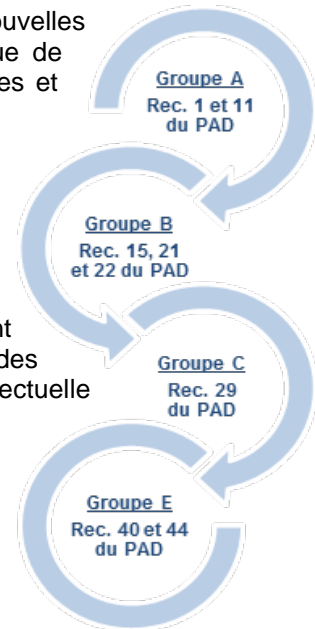 ouvelles
ue de
es et
Groupe A
Rec. 1 et 11
du PAD
Groupe B
Rec. 15, 21
et 22 du PAD
nt
des
ectuelle
Groupe C
Rec. 29
du PAD
Groupe E
Rec. 40 et 44
du PAD